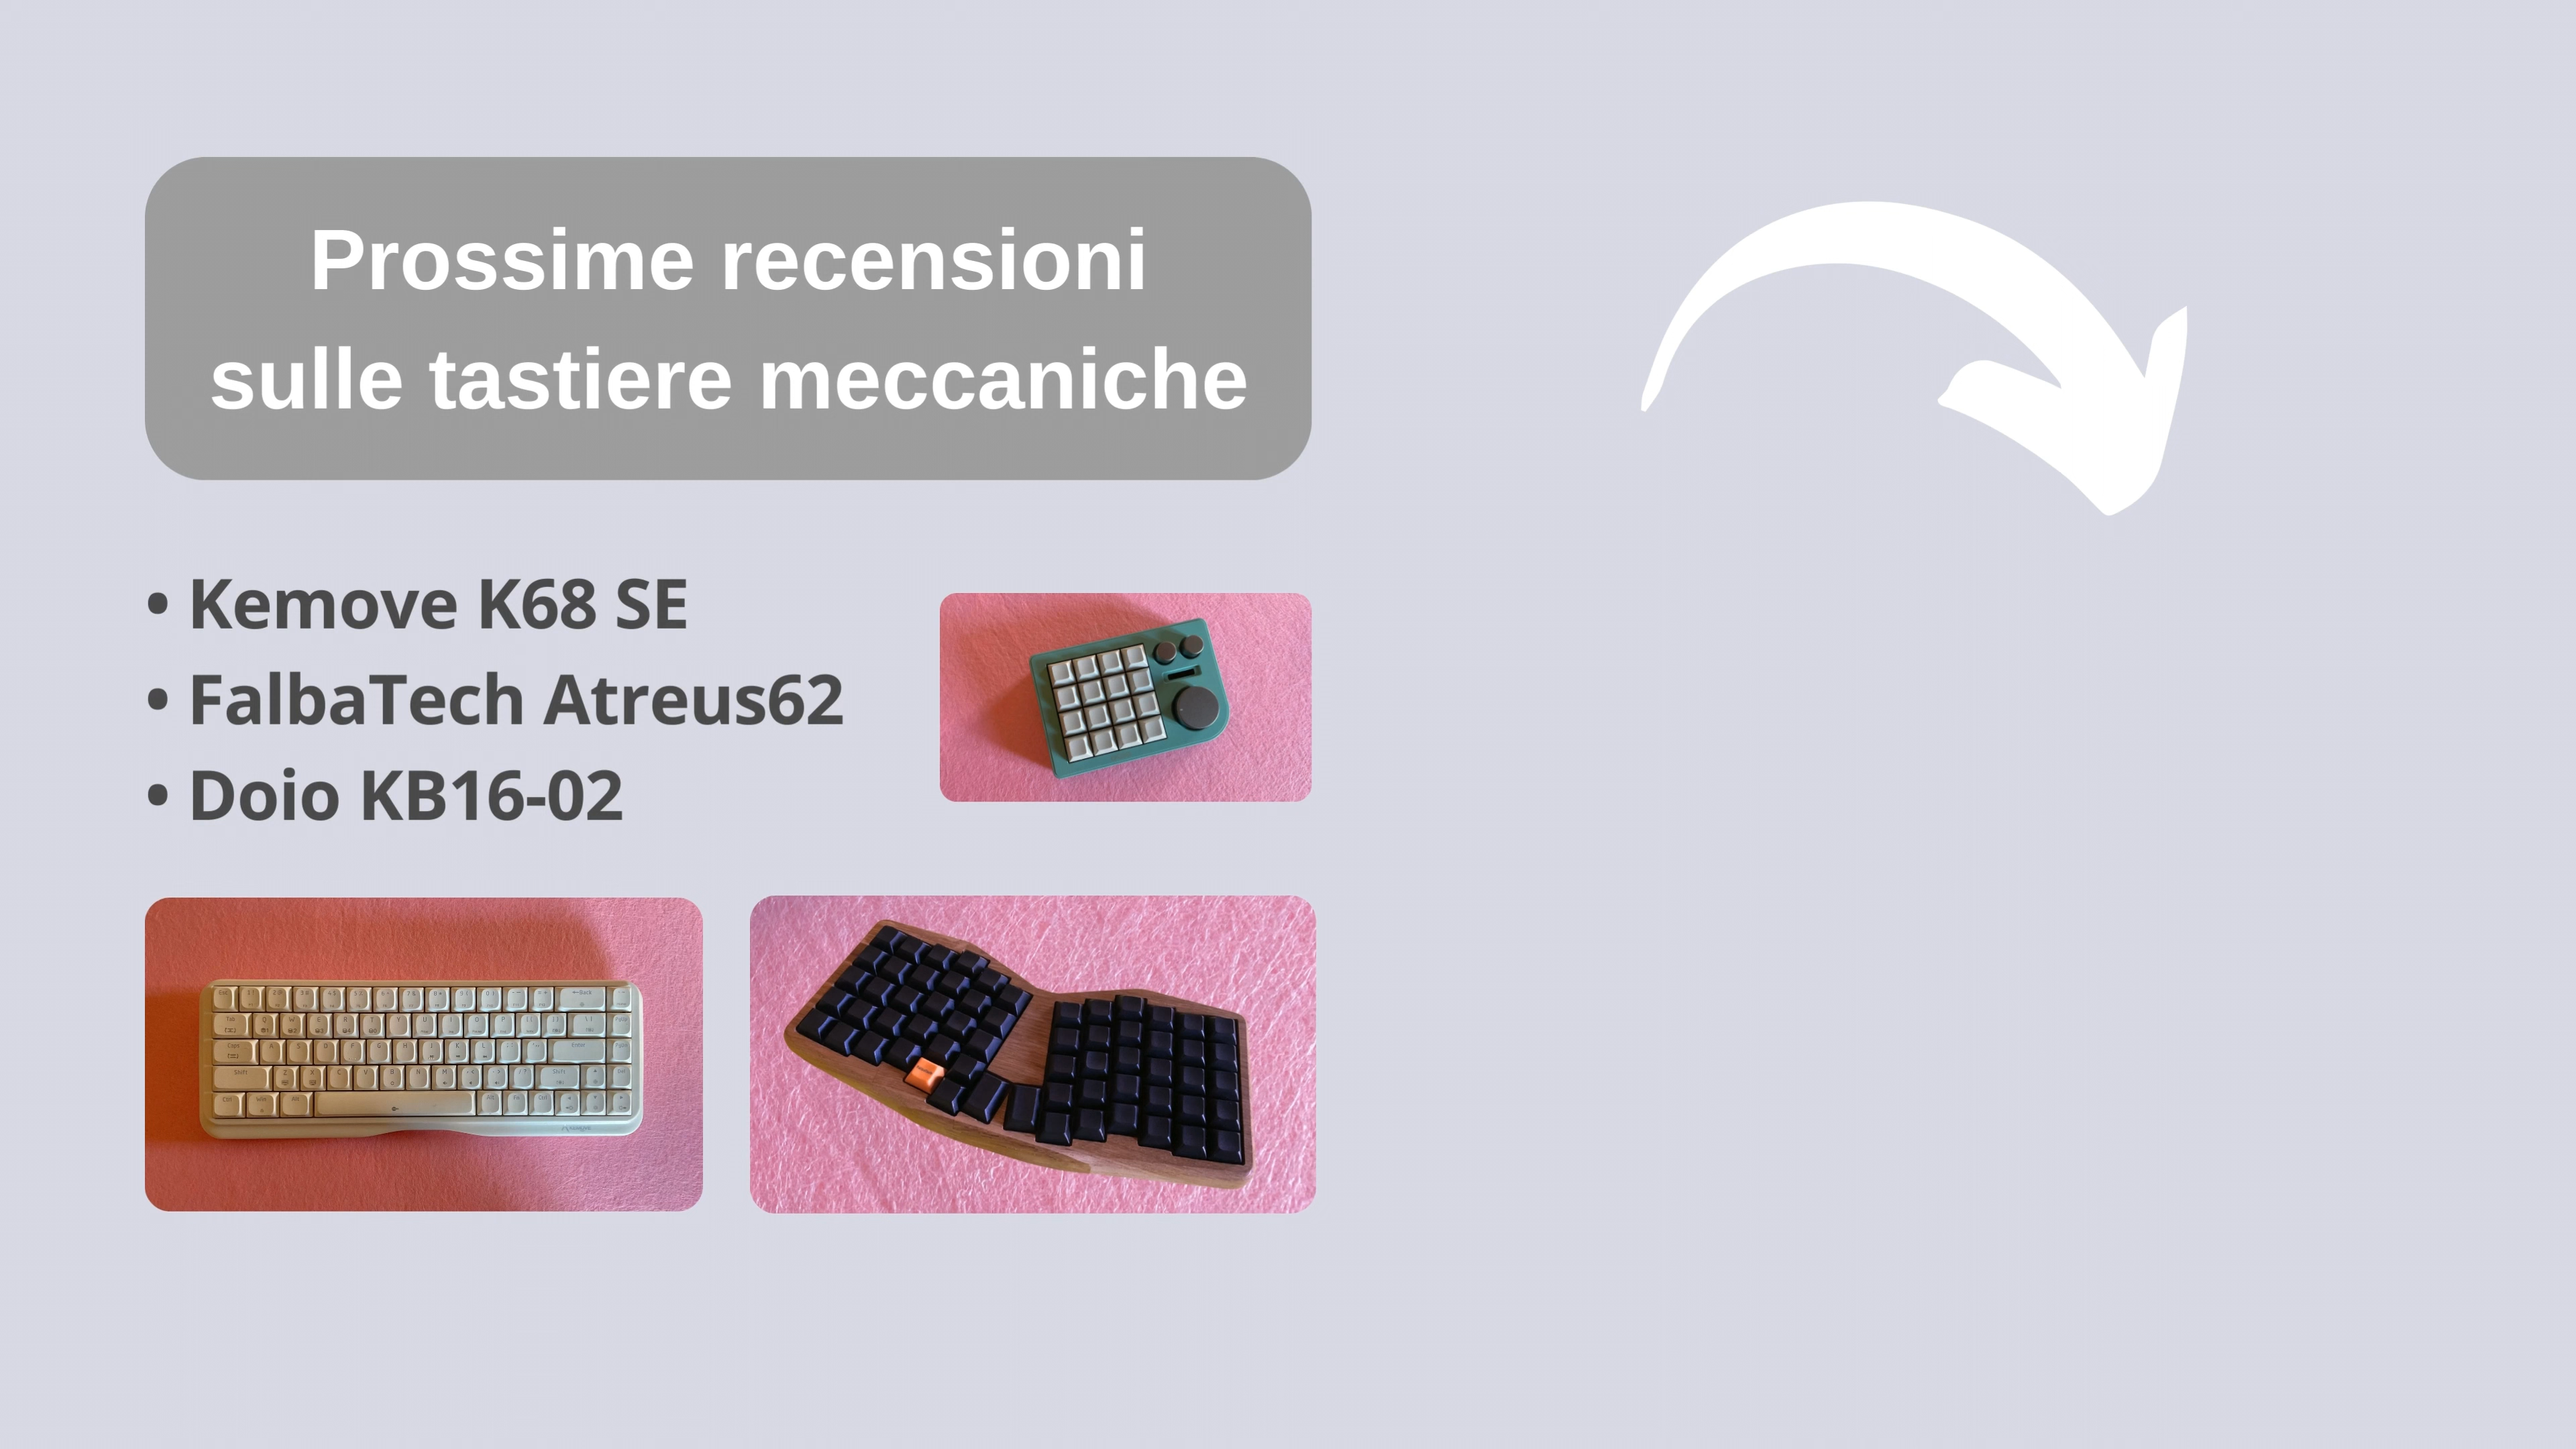 Prossime recensioni
sulle tastiere meccaniche
• Kemove K68 SE
• FalbaTech Atreus62
• Doio KB16-02